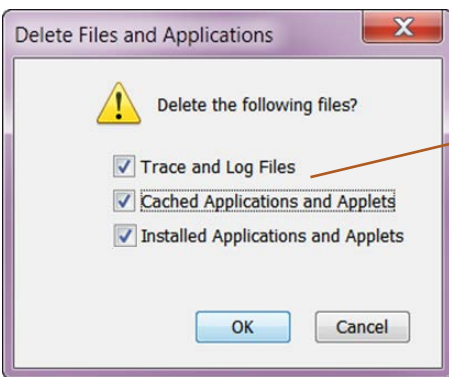 Delete Files and Applications
Delete the following files?
Trace and Log Files
Cached Applications and Applets
Installed Applications and Applets
OK
Cancel